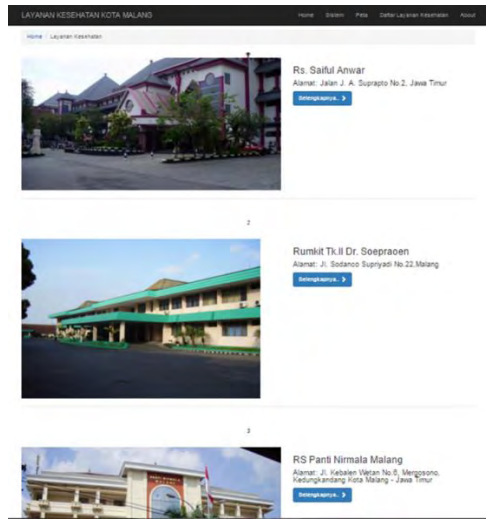 LAYANAN KESEHATAN KOTA MALANG
Home Sistem Peta Daftar Layanan Kesehatan About
Home / Layanan Kesehatan
Rs. Saiful Anwar
Alamat: Jalan J. A. Suprapto No.2, Jawa Timur
Selengkapnya.. ❯
2
Rumkit Tk.II Dr. Soepraoen
Alamat: Jl. Sodanco Supriyadi No.22,Malang
Selengkapnya.. ❯
3
RS Panti Nirmala Malang
Alamat: Jl. Kebalen Wetan No.8, Mergosono,
Kedungkandang Kota Malang - Jawa Timur
Selengkapnya.. ❯